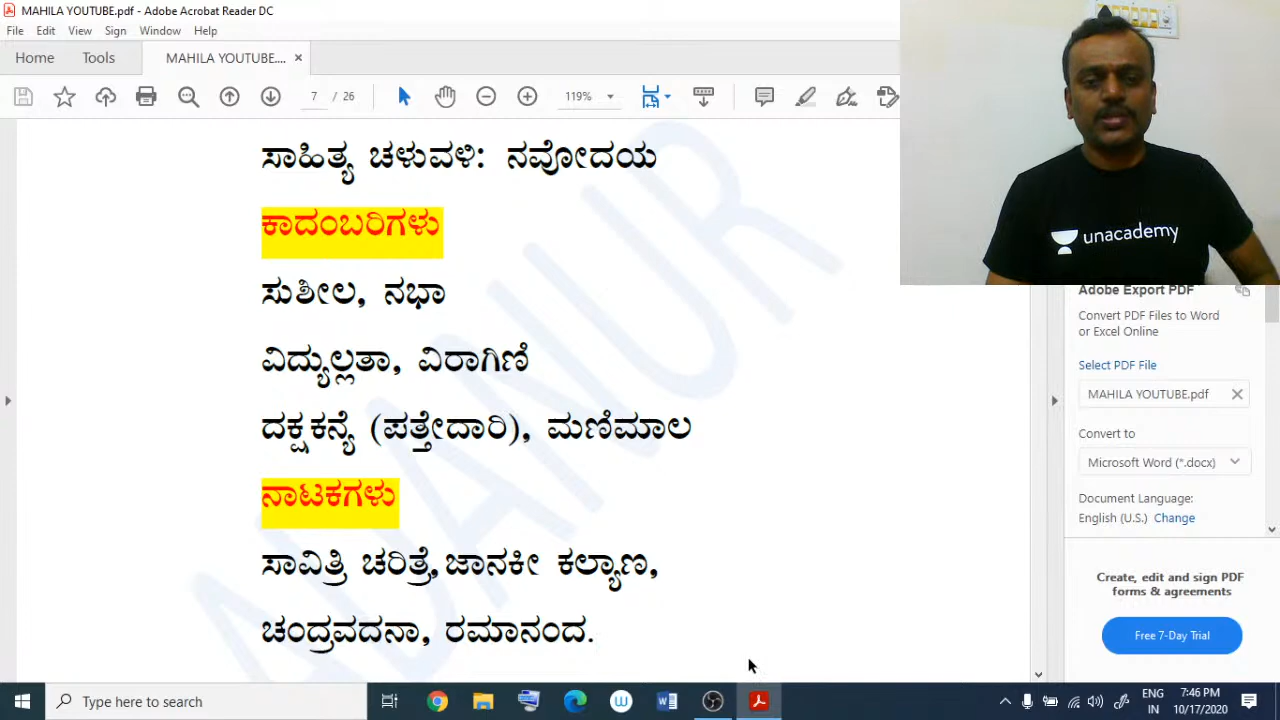 MAHILA YOUTUBE.pdf - Adobe Acrobat Reader DC
File Edit View Sign Window Help
Home Tools MAHILA YOUTUBE.... ×
7 / 26 119%
ಸಾಹಿತ್ಯ ಚಳುವಳಿ: ನವೋದಯ
ಕಾದಂಬರಿಗಳು
ಸುಶೀಲ, ನಭಾ
ವಿದ್ಯುಲ್ಲತಾ, ವಿರಾಗಿಣಿ
ದಕ್ಷಕನ್ಯೆ (ಪತ್ತೇದಾರಿ), ಮಣಿಮಾಲ
ನಾಟಕಗಳು
ಸಾವಿತ್ರಿ ಚರಿತ್ರೆ, ಜಾನಕೀ ಕಲ್ಯಾಣ,
ಚಂದ್ರವದನಾ, ರಮಾನಂದ.
unacademy
Adobe Export PDF
Convert PDF Files to Word
or Excel Online
Select PDF File
MAHILA YOUTUBE.pdf
Convert to
Microsoft Word (*.docx)
Document Language:
English (U.S.) Change
Create, edit and sign PDF
forms & agreements
Free 7-Day Trial
Type here to search
ENG
IN
7:46 PM
10/17/2020